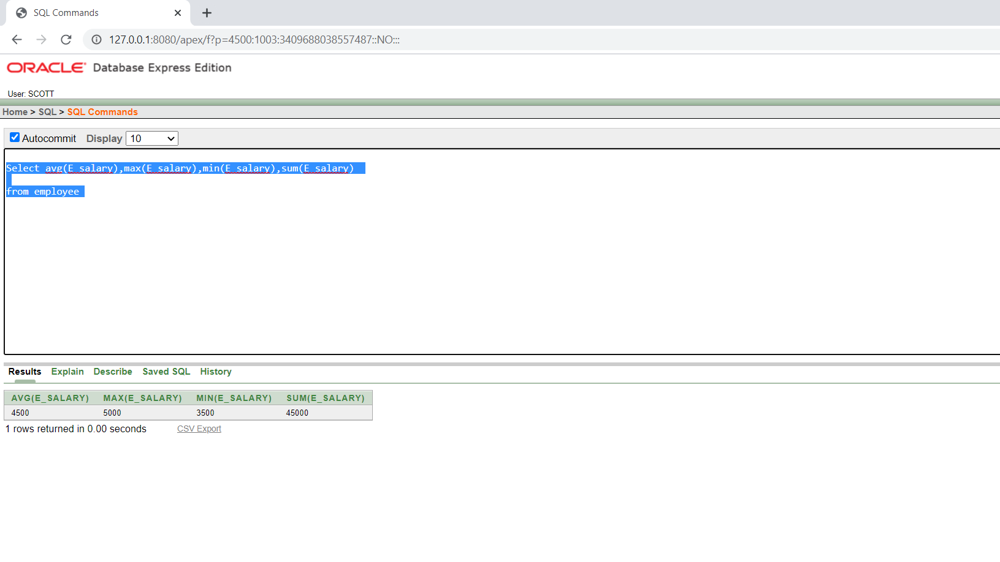 SQL Commands
127.0.0.1:8080/apex/f?p=4500:1003:3409688038557487::NO:::
ORACLE Database Express Edition
User: SCOTT
Home > SQL > SQL Commands
Autocommit Display 10
Select avg(E_salary),max(E_salary),min(E_salary),sum(E_salary)
from employee
Results Explain Describe Saved SQL History
AVG(E_SALARY) MAX(E_SALARY) MIN(E_SALARY) SUM(E_SALARY)
4500 5000 3500 45000
1 rows returned in 0.00 seconds CSV Export